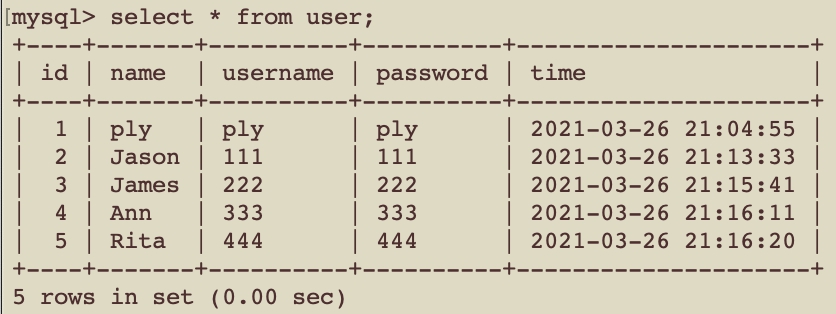 [mysql> select * from user;
+----+-------+----------+----------+---------------------+
| id | name  | username | password | time                |
+----+-------+----------+----------+---------------------+
|  1 | ply   | ply      | ply      | 2021-03-26 21:04:55 |
|  2 | Jason | 111      | 111      | 2021-03-26 21:13:33 |
|  3 | James | 222      | 222      | 2021-03-26 21:15:41 |
|  4 | Ann   | 333      | 333      | 2021-03-26 21:16:11 |
|  5 | Rita  | 444      | 444      | 2021-03-26 21:16:20 |
+----+-------+----------+----------+---------------------+
5 rows in set (0.00 sec)